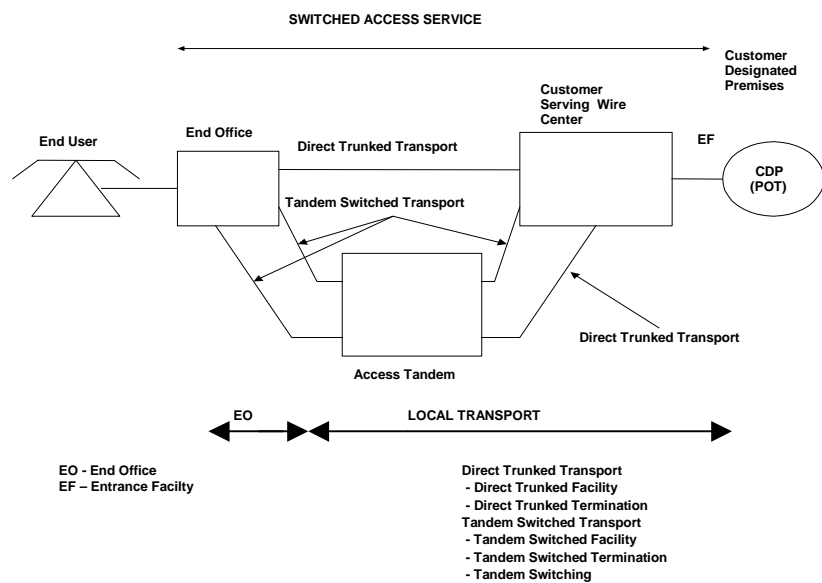 SWITCHED ACCESS SERVICE
Customer
Designated
Premises
Customer
Serving Wire
Center
End User
End Office
Direct Trunked Transport
EF
CDP
(POT)
Tandem Switched Transport
Direct Trunked Transport
Access Tandem
EO
LOCAL TRANSPORT
EO - End Office
EF – Entrance Facilty
Direct Trunked Transport
- Direct Trunked Facility
- Direct Trunked Termination
Tandem Switched Transport
- Tandem Switched Facility
- Tandem Switched Termination
- Tandem Switching